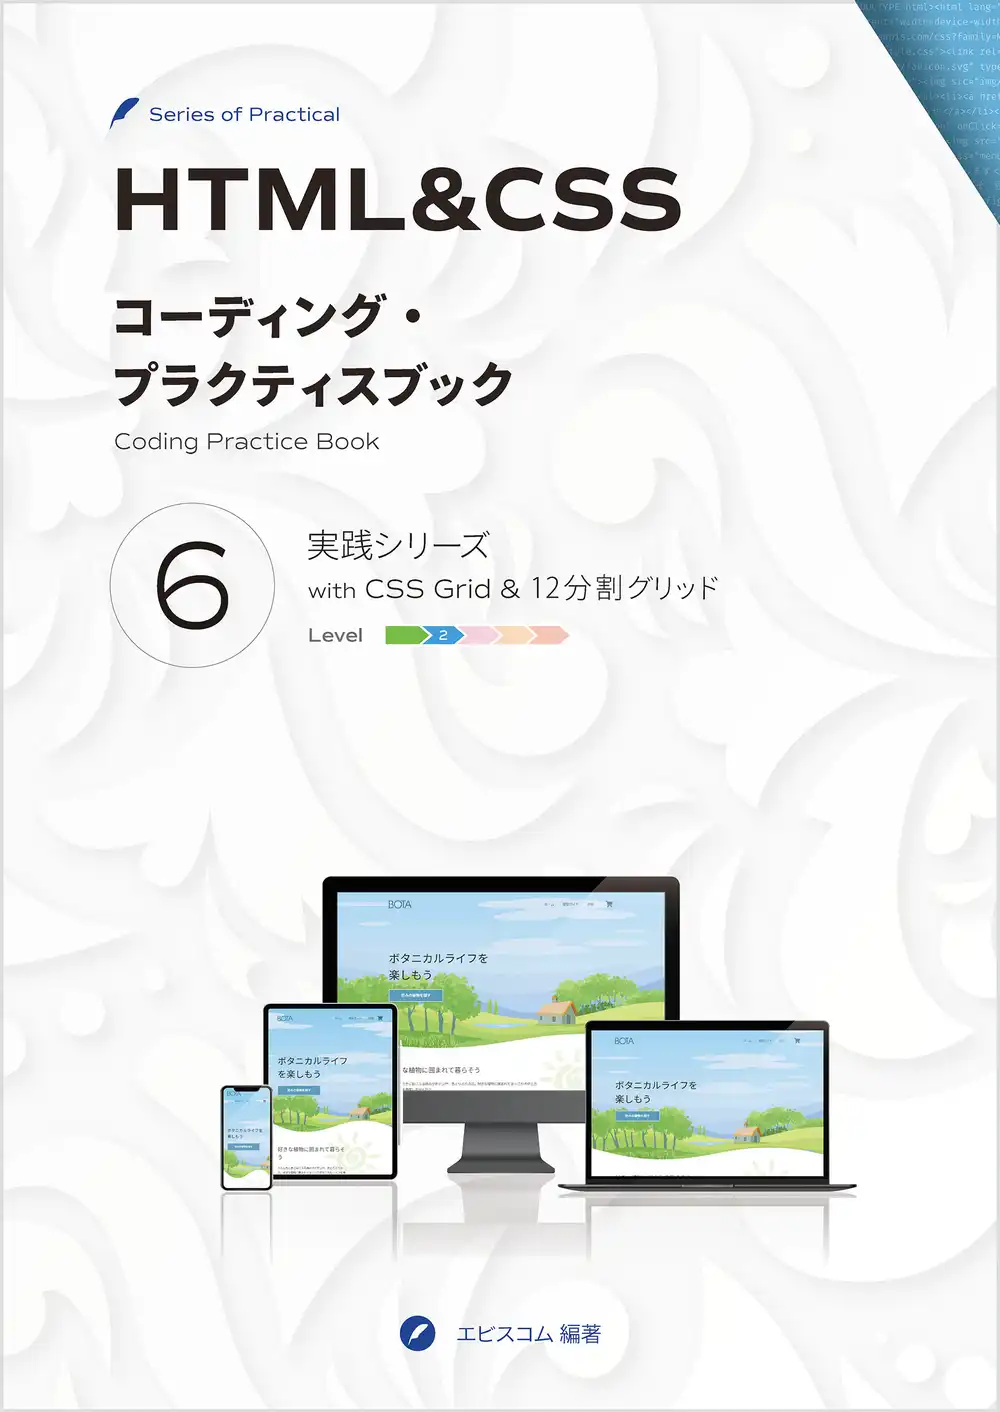 Series of Practical
HTML&CSS
コーディング・
プラクティスブック
Coding Practice Book
6
実践シリーズ
with CSS Grid & 12分割グリッド
Level 2
BOTA
ボタニカルライフを
楽しもう
な植物に囲まれて暮らそう
BOTA
ボタニカルライフ
を楽しもう
好きな植物に囲まれて暮らそ
う
BOTA
ボタニカルライフを
楽しもう
BOTA
ボタニカルライフを
楽しもう
エビスコム 編著